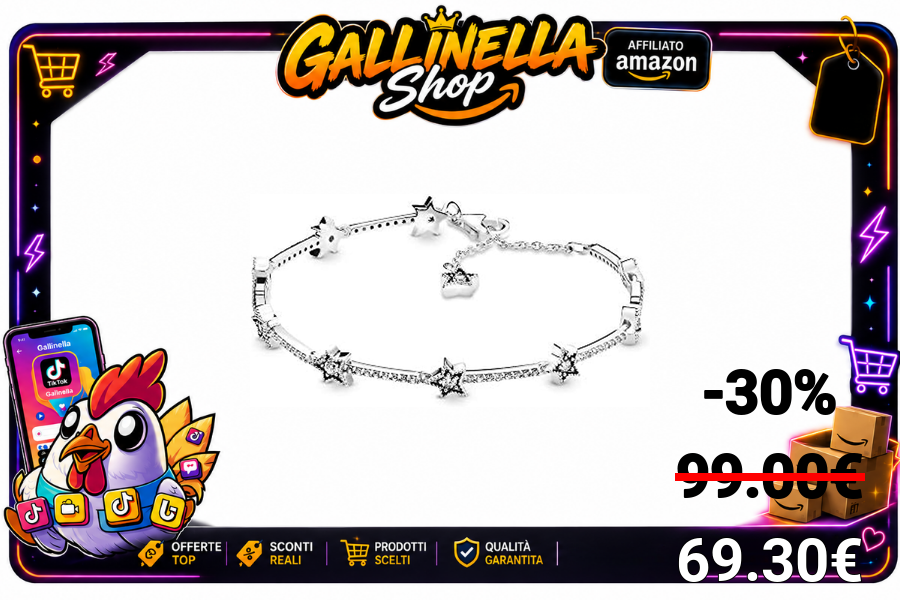 GALLINELLA
Shop
AFFILIATO
amazon
Gallinella
TikTok
Gallinella
-30%
99.00€
69.30€
OFFERTE
TOP
SCONTI
REALI
PRODOTTI
SCELTI
QUALITÀ
GARANTITA